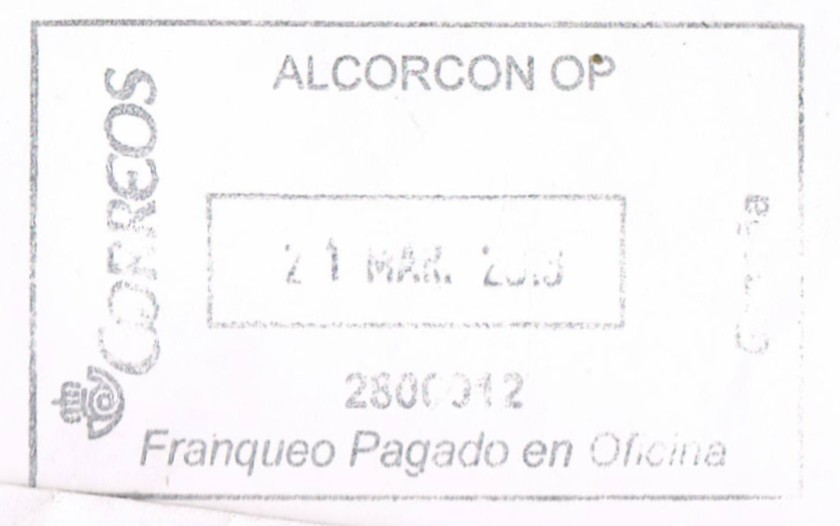 ALCORCON OP
CORREOS
21 MAR.
2800012
Franqueo Pagado en Oficina